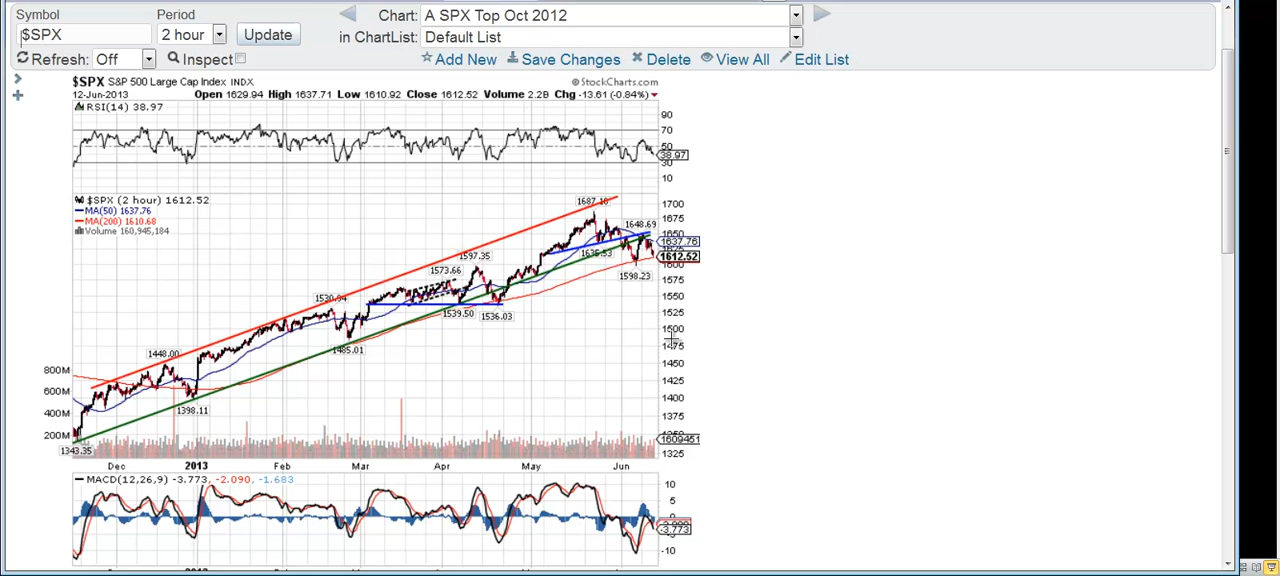 Symbol Period Chart: A SPX Top Oct 2012
$SPX 2 hour Update in ChartList: Default List
Refresh: Off Inspect Add New Save Changes Delete View All Edit List
$SPX S&P 500 Large Cap Index INDX © StockCharts.com
12-Jun-2013 Open 1629.94 High 1637.71 Low 1610.92 Close 1612.52 Volume 2.2B Chg -13.61 (-0.84%)
RSI(14) 38.97
90
70
50
38.97
30
10
$SPX (2 hour) 1612.52
MA(50) 1637.76
MA(200) 1610.68
Volume 160,945,184
1687.18
1648.69
1635.53
1598.23
1597.35
1573.66
1539.50
1536.03
1530.94
1485.01
1448.00
1398.11
1343.35
1700
1675
1650
1637.76
1625
1612.52
1600
1575
1550
1525
1500
1475
1450
1425
1400
1375
1350
1609451
1325
800M
600M
400M
200M
Dec 2013 Feb Mar Apr May Jun
MACD(12,26,9) -3.773, -2.090, -1.683
10
5
0
-3.773
-10